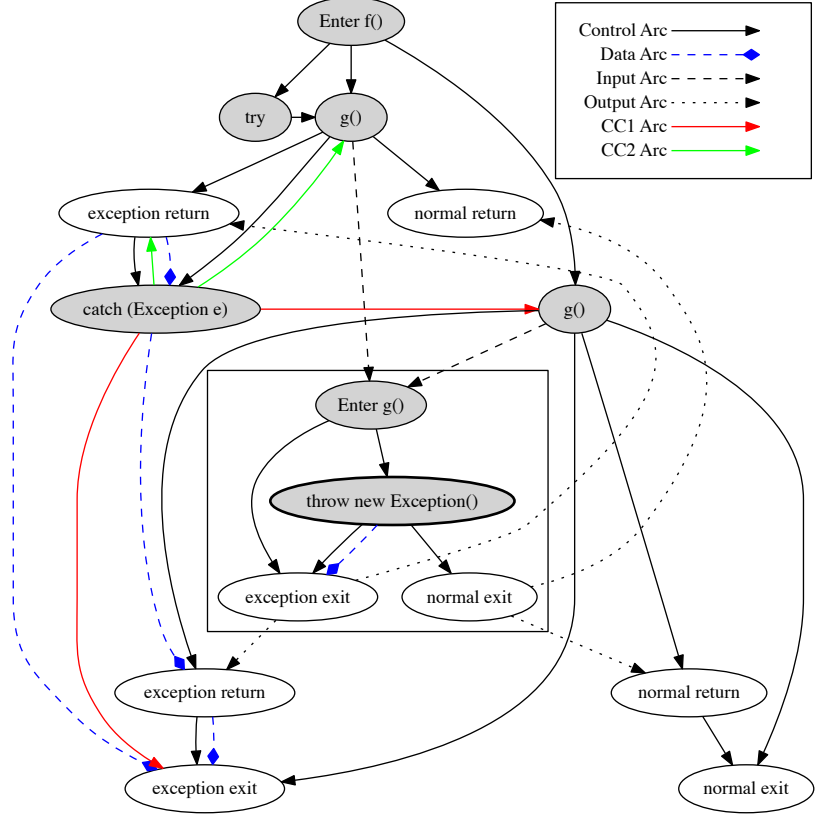 Enter f()
Control Arc
Data Arc
Input Arc
Output Arc
CC1 Arc
CC2 Arc
try
g()
exception return
normal return
catch (Exception e)
g()
Enter g()
throw new Exception()
exception exit
normal exit
exception return
normal return
exception exit
normal exit